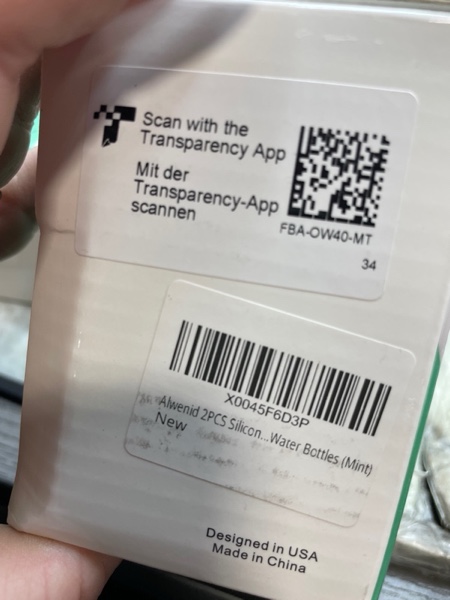 Scan with the
Transparency App
Mit der
Transparency-App
scannen
FBA-OW40-MT
34
X0045F6D3P
Alwenid 2PCS Silicon...Water Bottles (Mint)
New
Designed in USA
Made in China